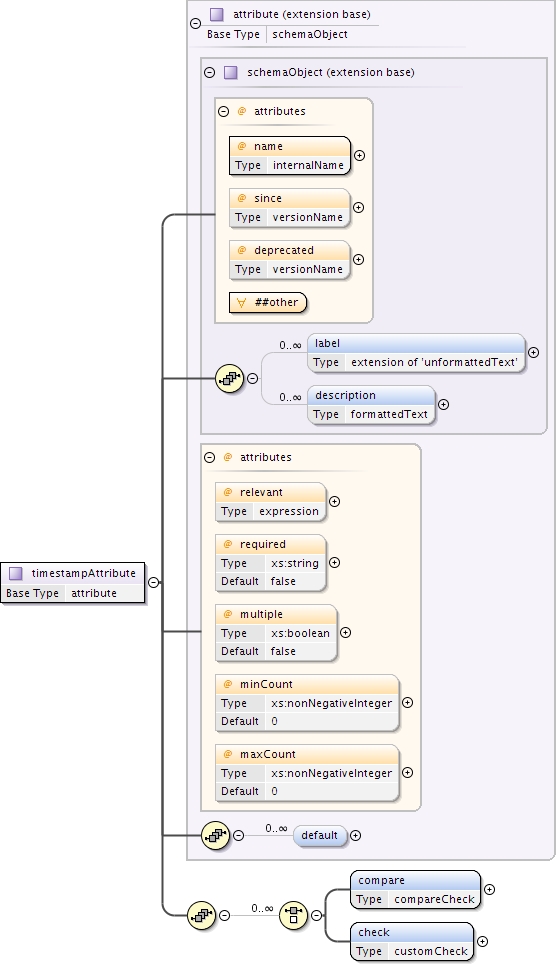 attribute (extension base)
Base Type schemaObject
schemaObject (extension base)
@ attributes
@ name
Type internalName
@ since
Type versionName
@ deprecated
Type versionName
∀ ##other
0..∞
label
Type extension of 'unformattedText'
0..∞
description
Type formattedText
@ attributes
@ relevant
Type expression
@ required
Type xs:string
Default false
timestampAttribute
Base Type attribute
@ multiple
Type xs:boolean
Default false
@ minCount
Type xs:nonNegativeInteger
Default 0
@ maxCount
Type xs:nonNegativeInteger
Default 0
0..∞ default
0..∞
compare
Type compareCheck
check
Type customCheck